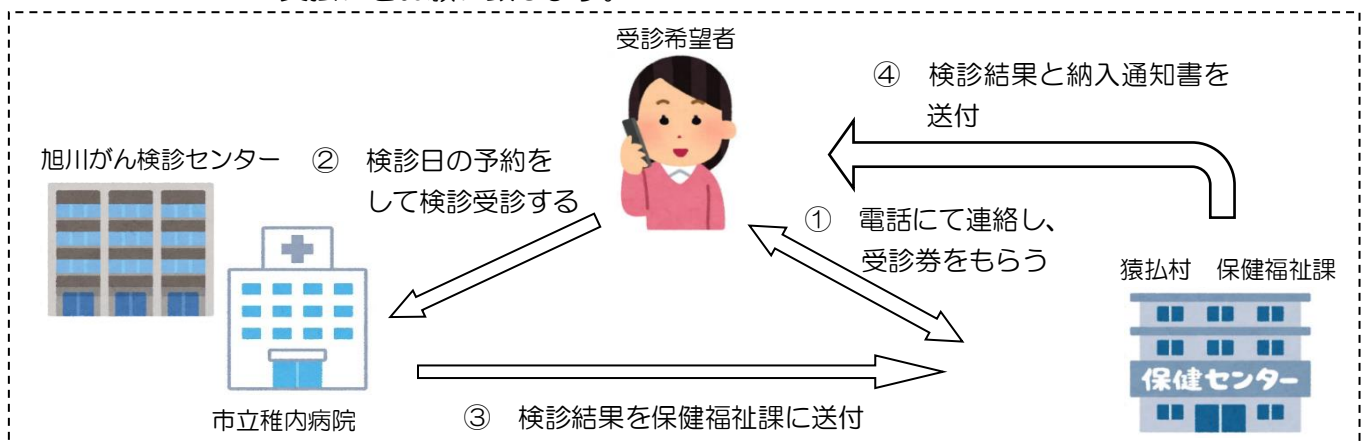 受診希望者
④ 検診結果と納入通知書を
送付
旭川がん検診センター
② 検診日の予約を
して検診受診する
① 電話にて連絡し、
受診券をもらう
猿払村 保健福祉課
保健センター
市立稚内病院
③ 検診結果を保健福祉課に送付